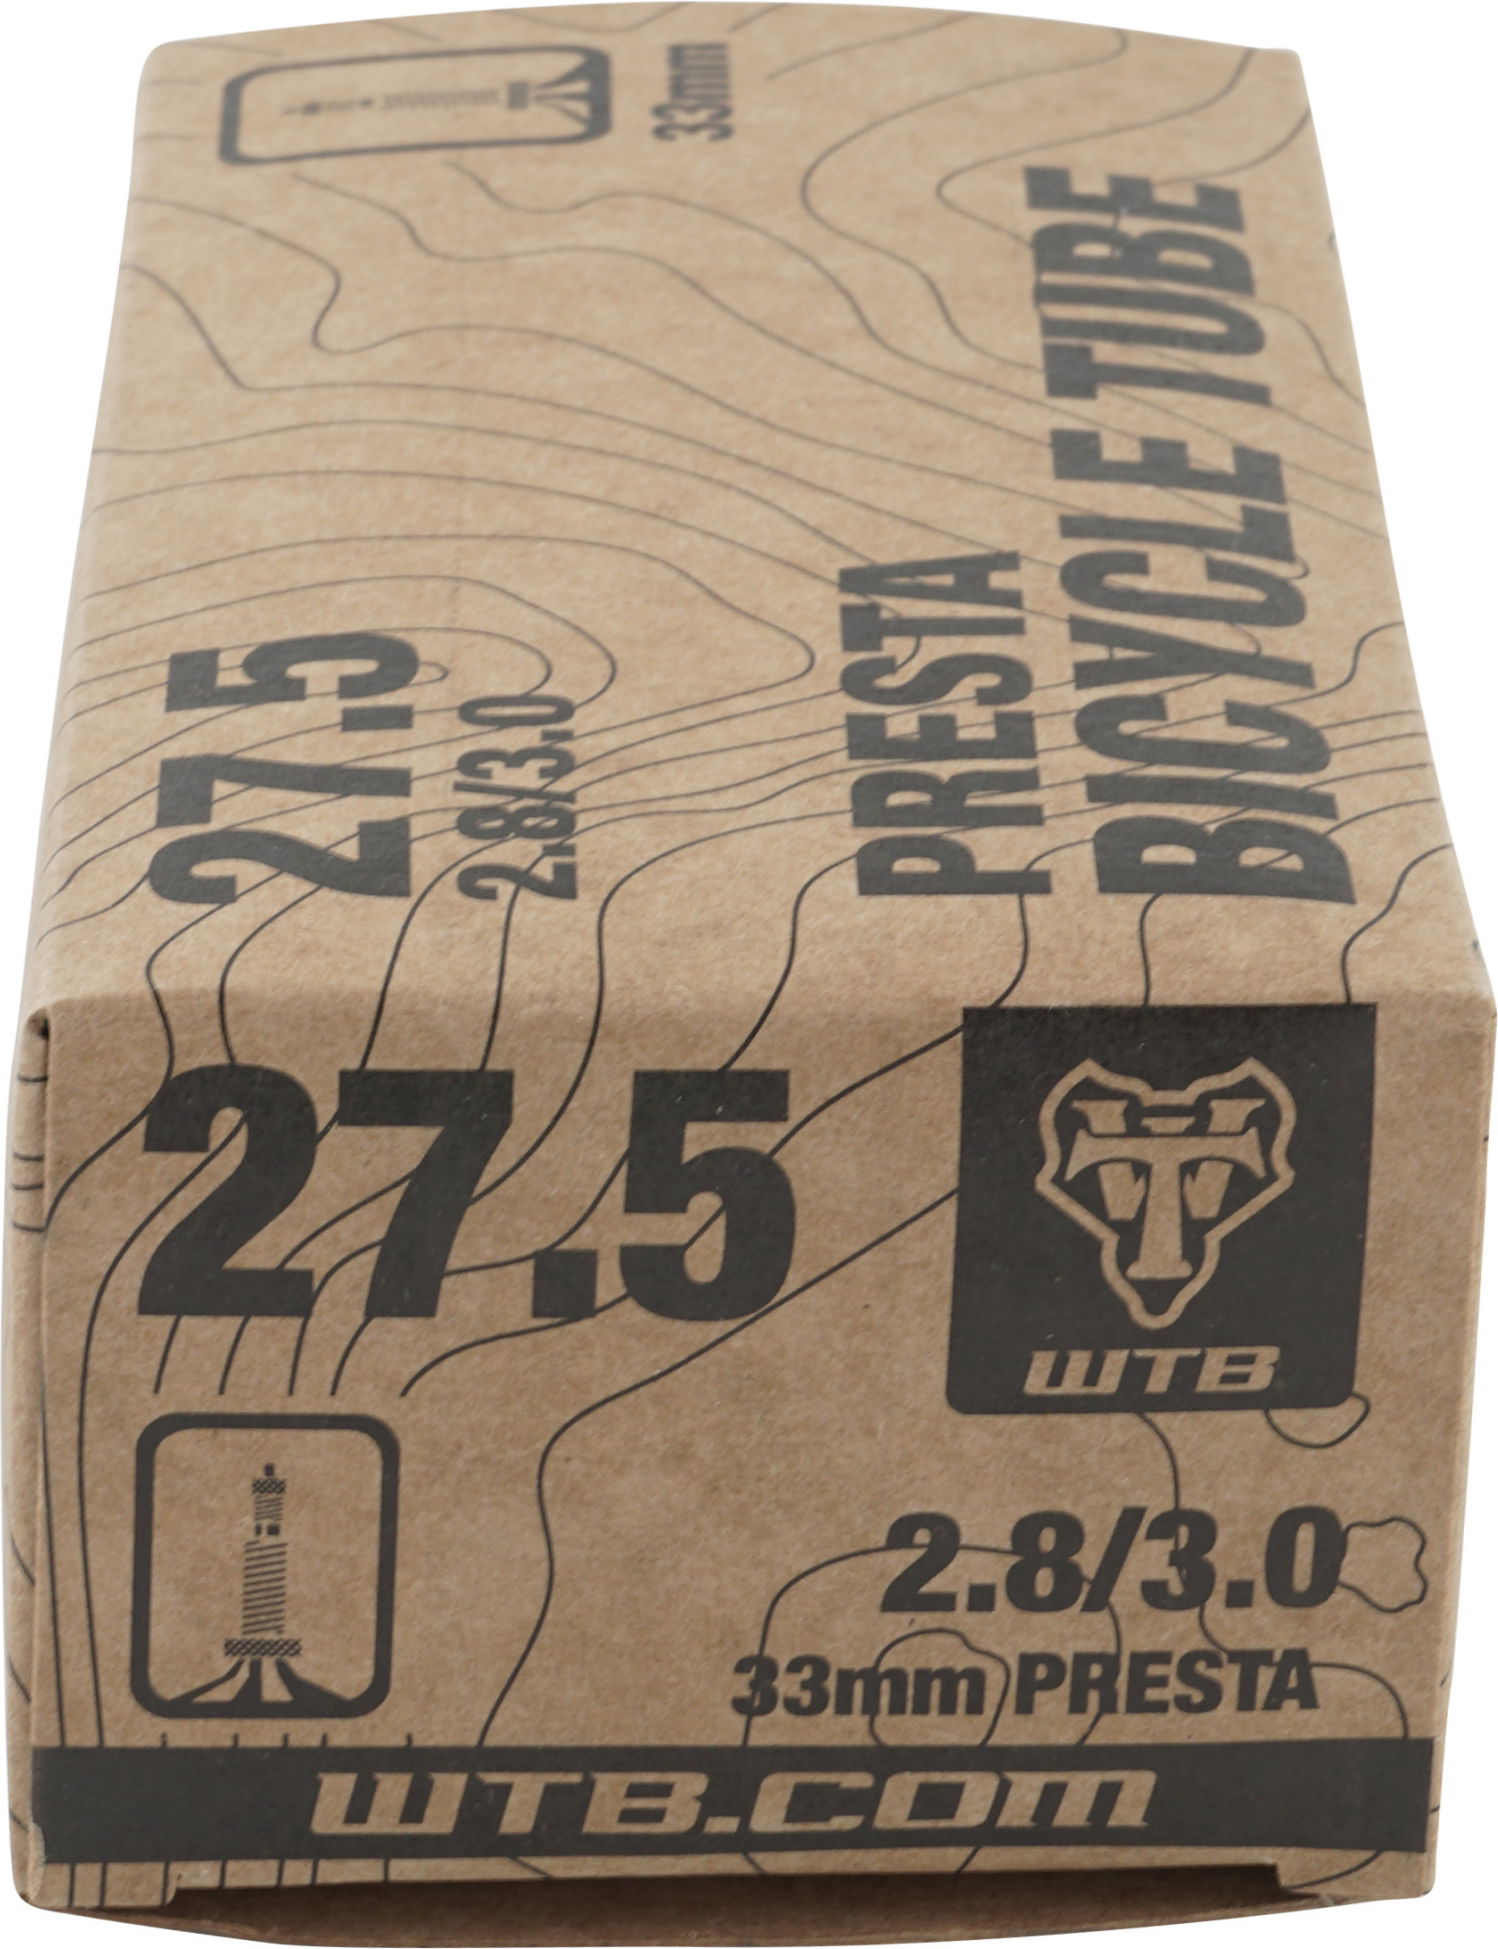 33mm
27.5
2.8/3.0
PRESTA
BICYCLE TUBE
27.5
WTB
2.8/3.0
33mm PRESTA
WTB.COM